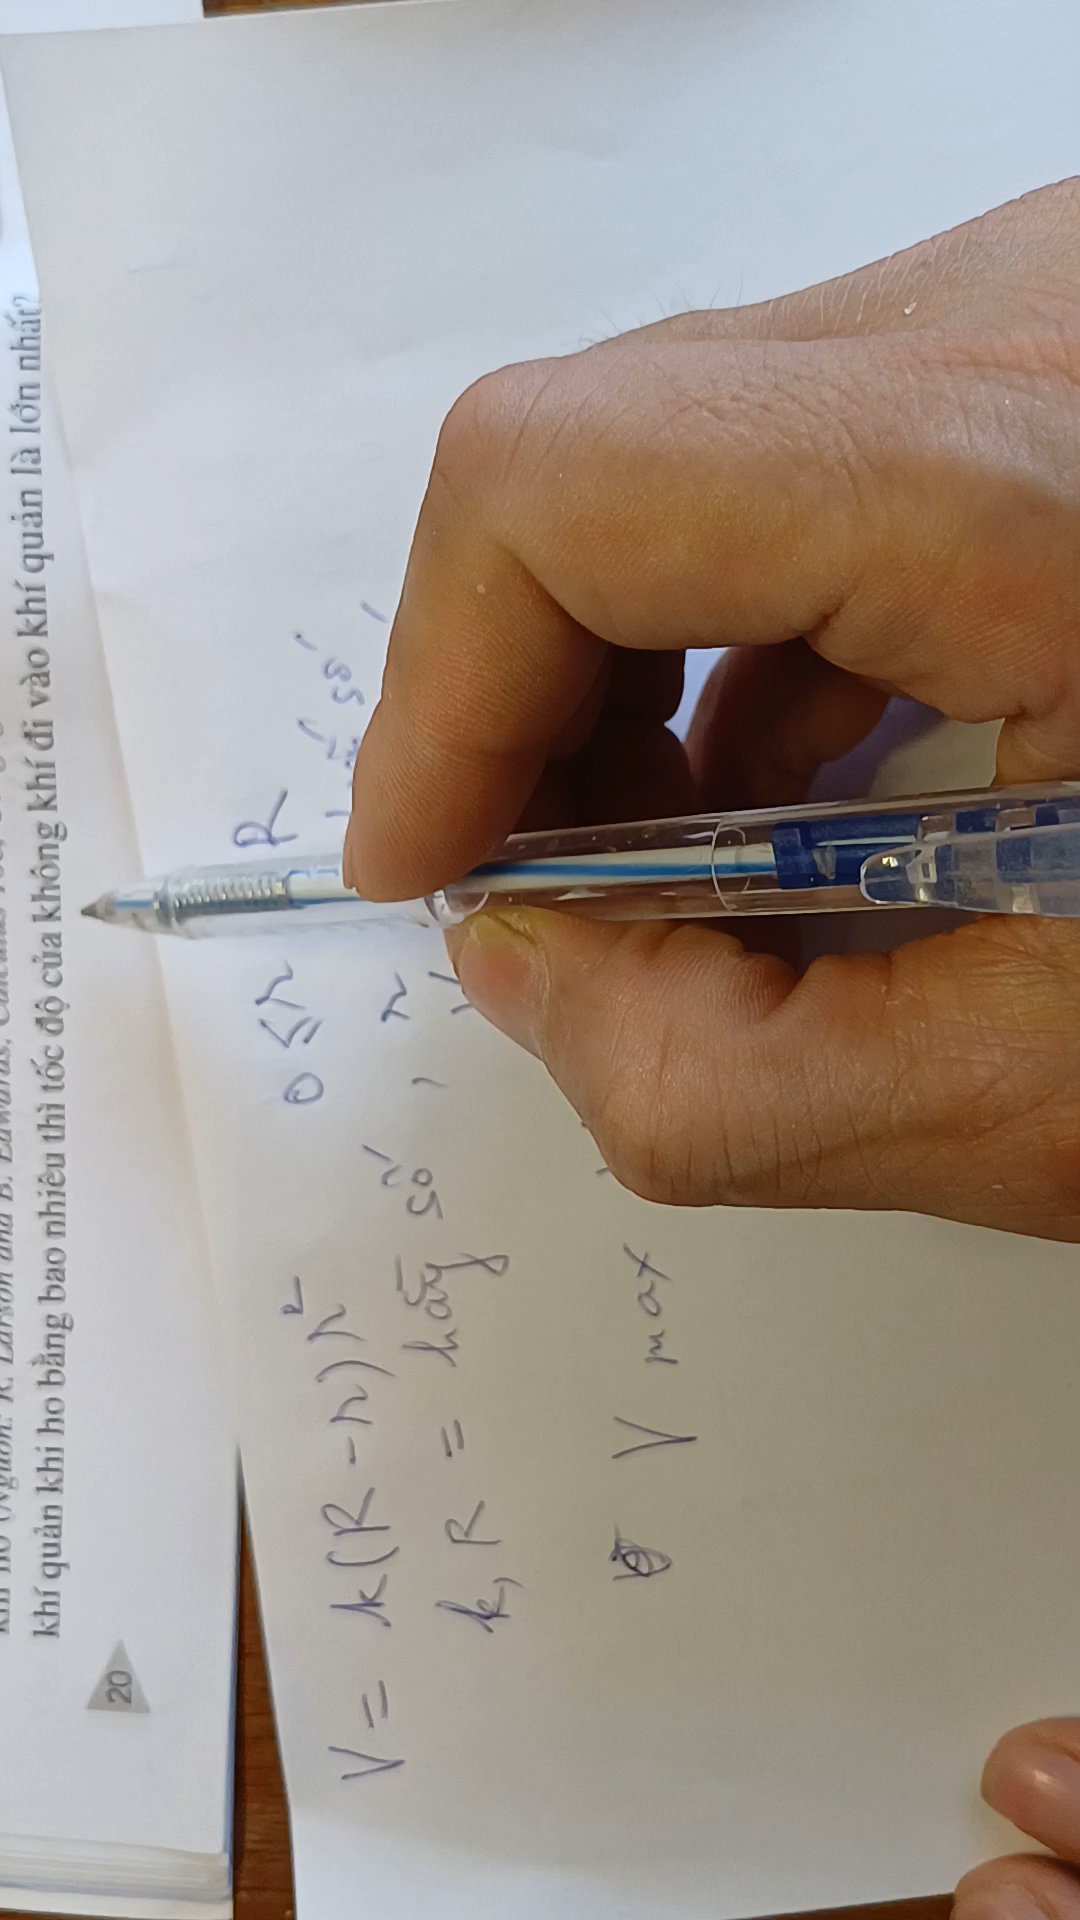 khí quản khi ho bằng bao nhiêu thì tốc độ của không khí đi vào khí quản là lớn nhất?
20
V = k(R - r)r² 0 ≤ r R
k, R = hằng số, r số
V max